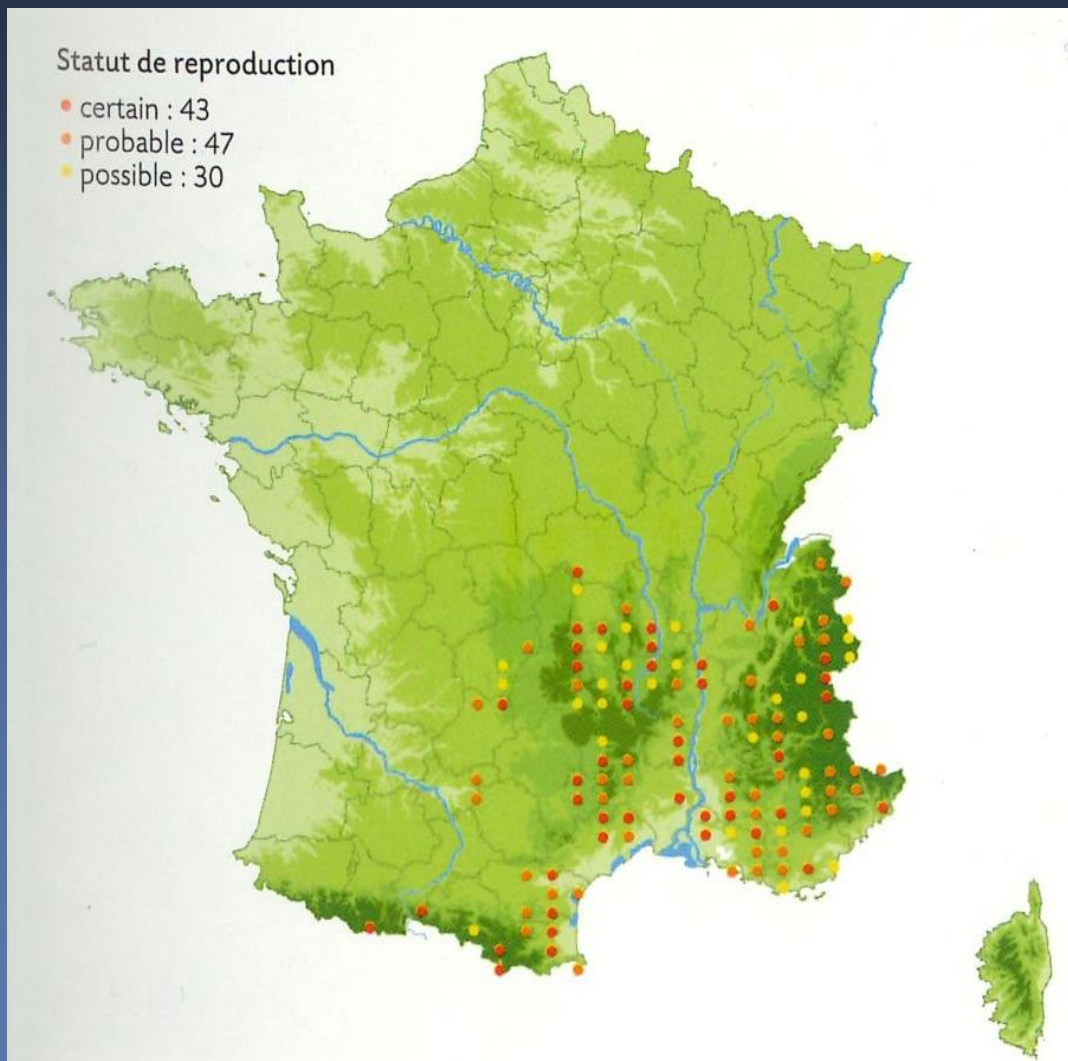 Statut de reproduction
certain : 43
probable : 47
possible : 30